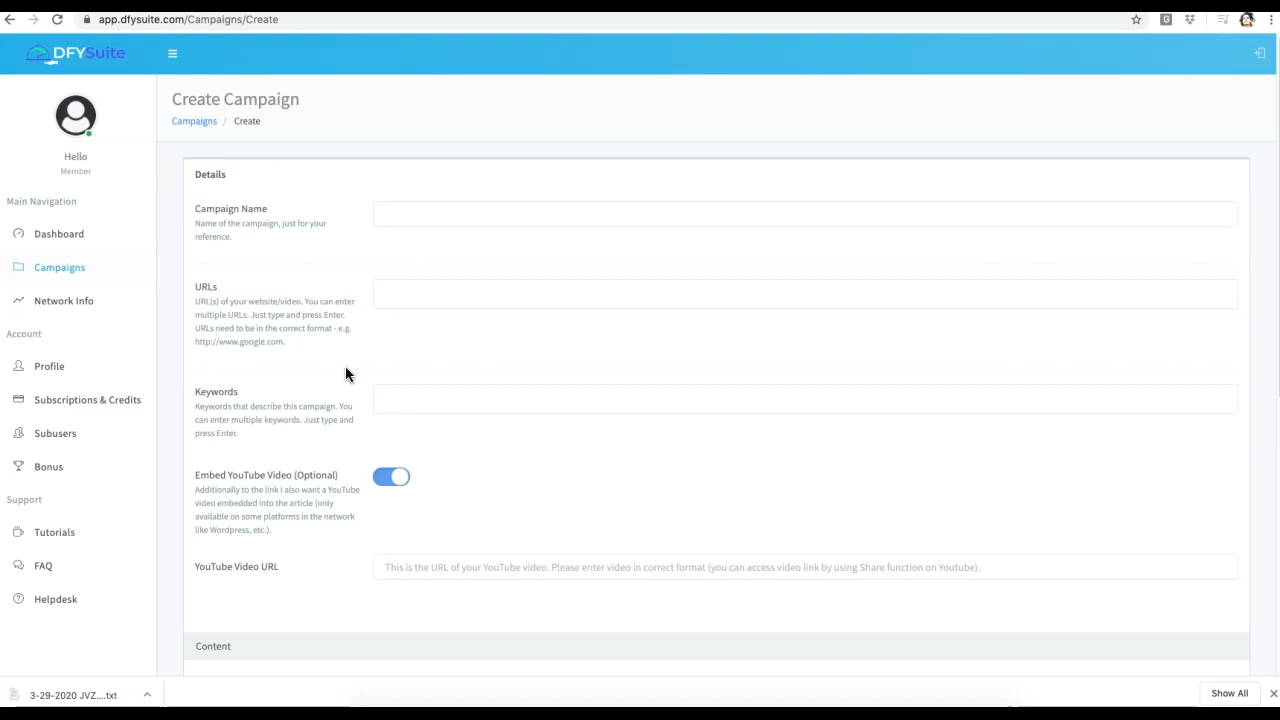 app.dfysuite.com/Campaigns/Create
DFYSuite
Hello
Member
Main Navigation
Dashboard
Campaigns
Network Info
Account
Profile
Subscriptions & Credits
Subusers
Bonus
Support
Tutorials
FAQ
Helpdesk
Create Campaign
Campaigns / Create
Details
Campaign Name
Name of the campaign, just for your
reference.
URLs
URL(s) of your website/video. You can enter
multiple URLs. Just type and press Enter.
URLs need to be in the correct format - e.g.
http://www.google.com.
Keywords
Keywords that describe this campaign. You
can enter multiple keywords. Just type and
press Enter.
Embed YouTube Video (Optional)
Additionally to the link I also want a YouTube
video embedded into the article (only
available on some platforms in the network
like Wordpress, etc.).
YouTube Video URL
This is the URL of your YouTube video. Please enter video in correct format (you can access video link by using Share function on Youtube).
Content
3-29-2020 JVZ....txt
Show All